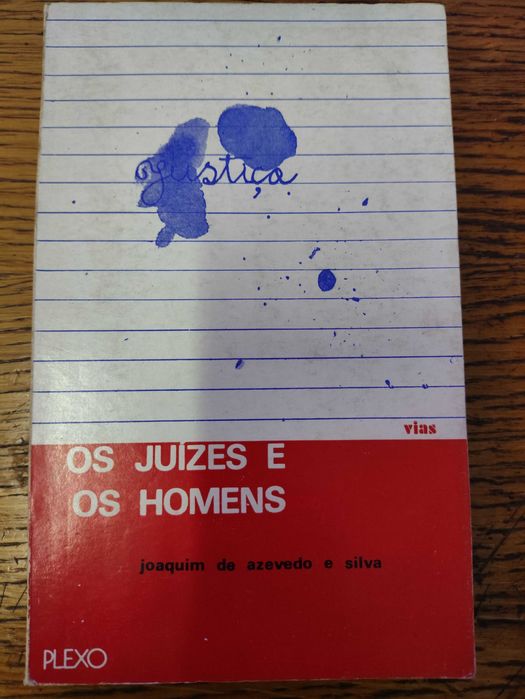 Justiça
vias
OS JUÍZES E
OS HOMENS
joaquim de azevedo e silva
PLEXO